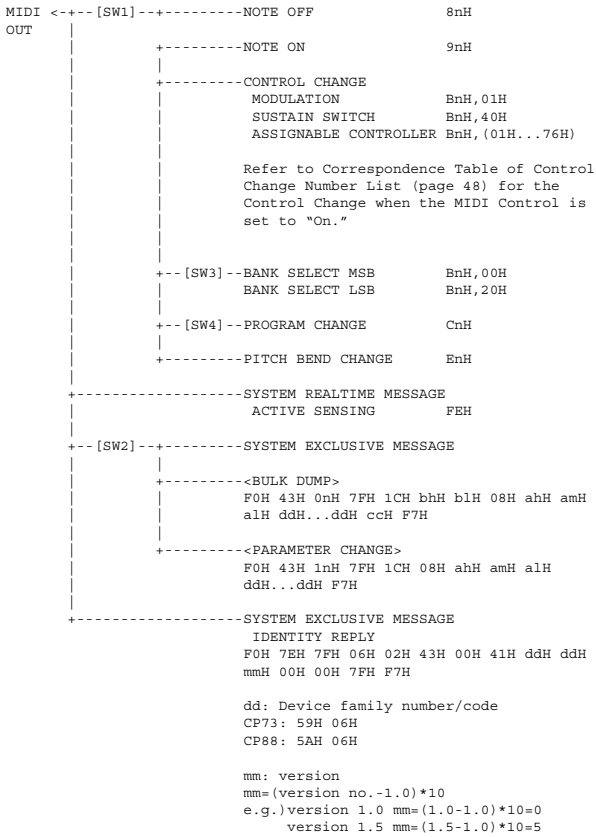 MIDI <-+--[SW1]--+---------NOTE OFF 8nH
OUT
+---------NOTE ON 9nH
+---------CONTROL CHANGE
MODULATION BnH,01H
SUSTAIN SWITCH BnH,40H
ASSIGNABLE CONTROLLER BnH,(01H...76H)
Refer to Correspondence Table of Control
Change Number List (page 48) for the
Control Change when the MIDI Control is
set to “On.”
+--[SW3]--BANK SELECT MSB BnH,00H
BANK SELECT LSB BnH,20H
+--[SW4]--PROGRAM CHANGE CnH
+---------PITCH BEND CHANGE EnH
+-------------------SYSTEM REALTIME MESSAGE
ACTIVE SENSING FEH
+--[SW2]--+---------SYSTEM EXCLUSIVE MESSAGE
+---------<BULK DUMP>
F0H 43H 0nH 7FH 1CH bhH blH 08H ahH amH
alH ddH...ddH ccH F7H
+---------<PARAMETER CHANGE>
F0H 43H 1nH 7FH 1CH 08H ahH amH alH
ddH...ddH F7H
+-------------------SYSTEM EXCLUSIVE MESSAGE
IDENTITY REPLY
F0H 7EH 7FH 06H 02H 43H 00H 41H ddH ddH
mmH 00H 00H 7FH F7H
dd: Device family number/code
CP73: 59H 06H
CP88: 5AH 06H
mm: version
mm=(version no.-1.0)*10
e.g.)version 1.0 mm=(1.0-1.0)*10=0
version 1.5 mm=(1.5-1.0)*10=5